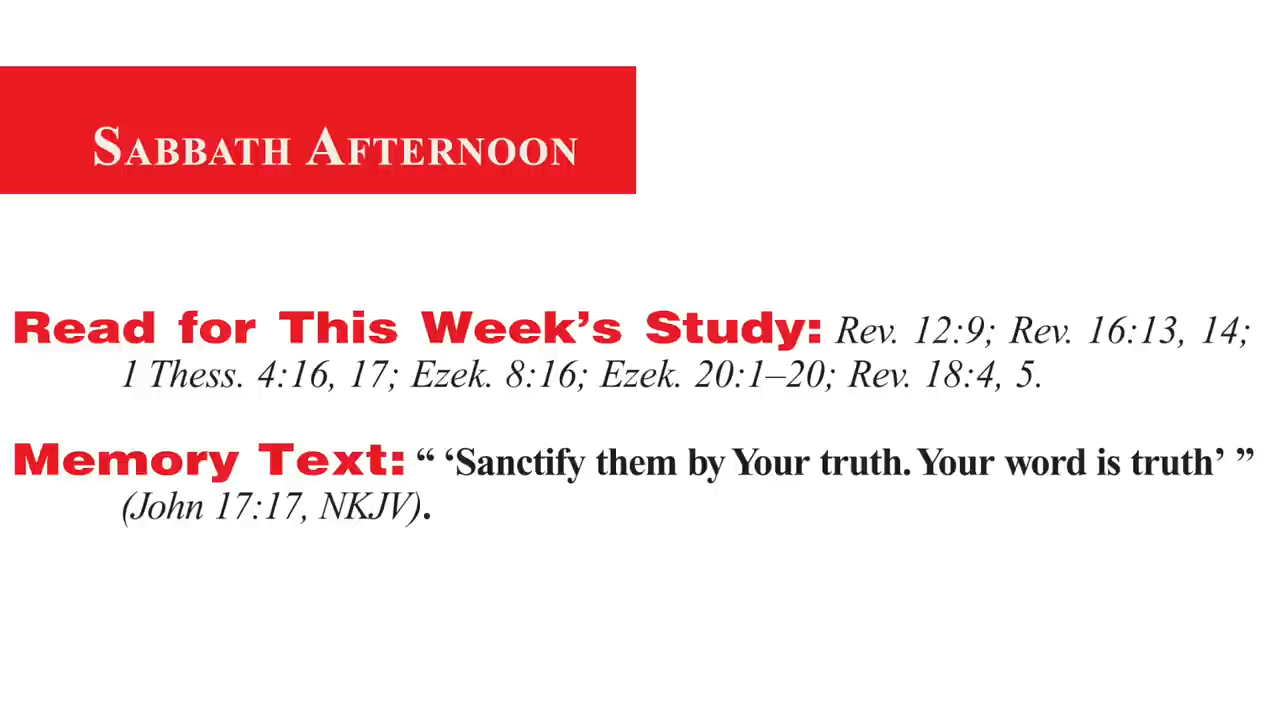 Sabbath Afternoon
Read for This Week’s Study: Rev. 12:9; Rev. 16:13, 14;
1 Thess. 4:16, 17; Ezek. 8:16; Ezek. 20:1–20; Rev. 18:4, 5.
Memory Text: “ ‘Sanctify them by Your truth. Your word is truth’ ”
(John 17:17, NKJV).